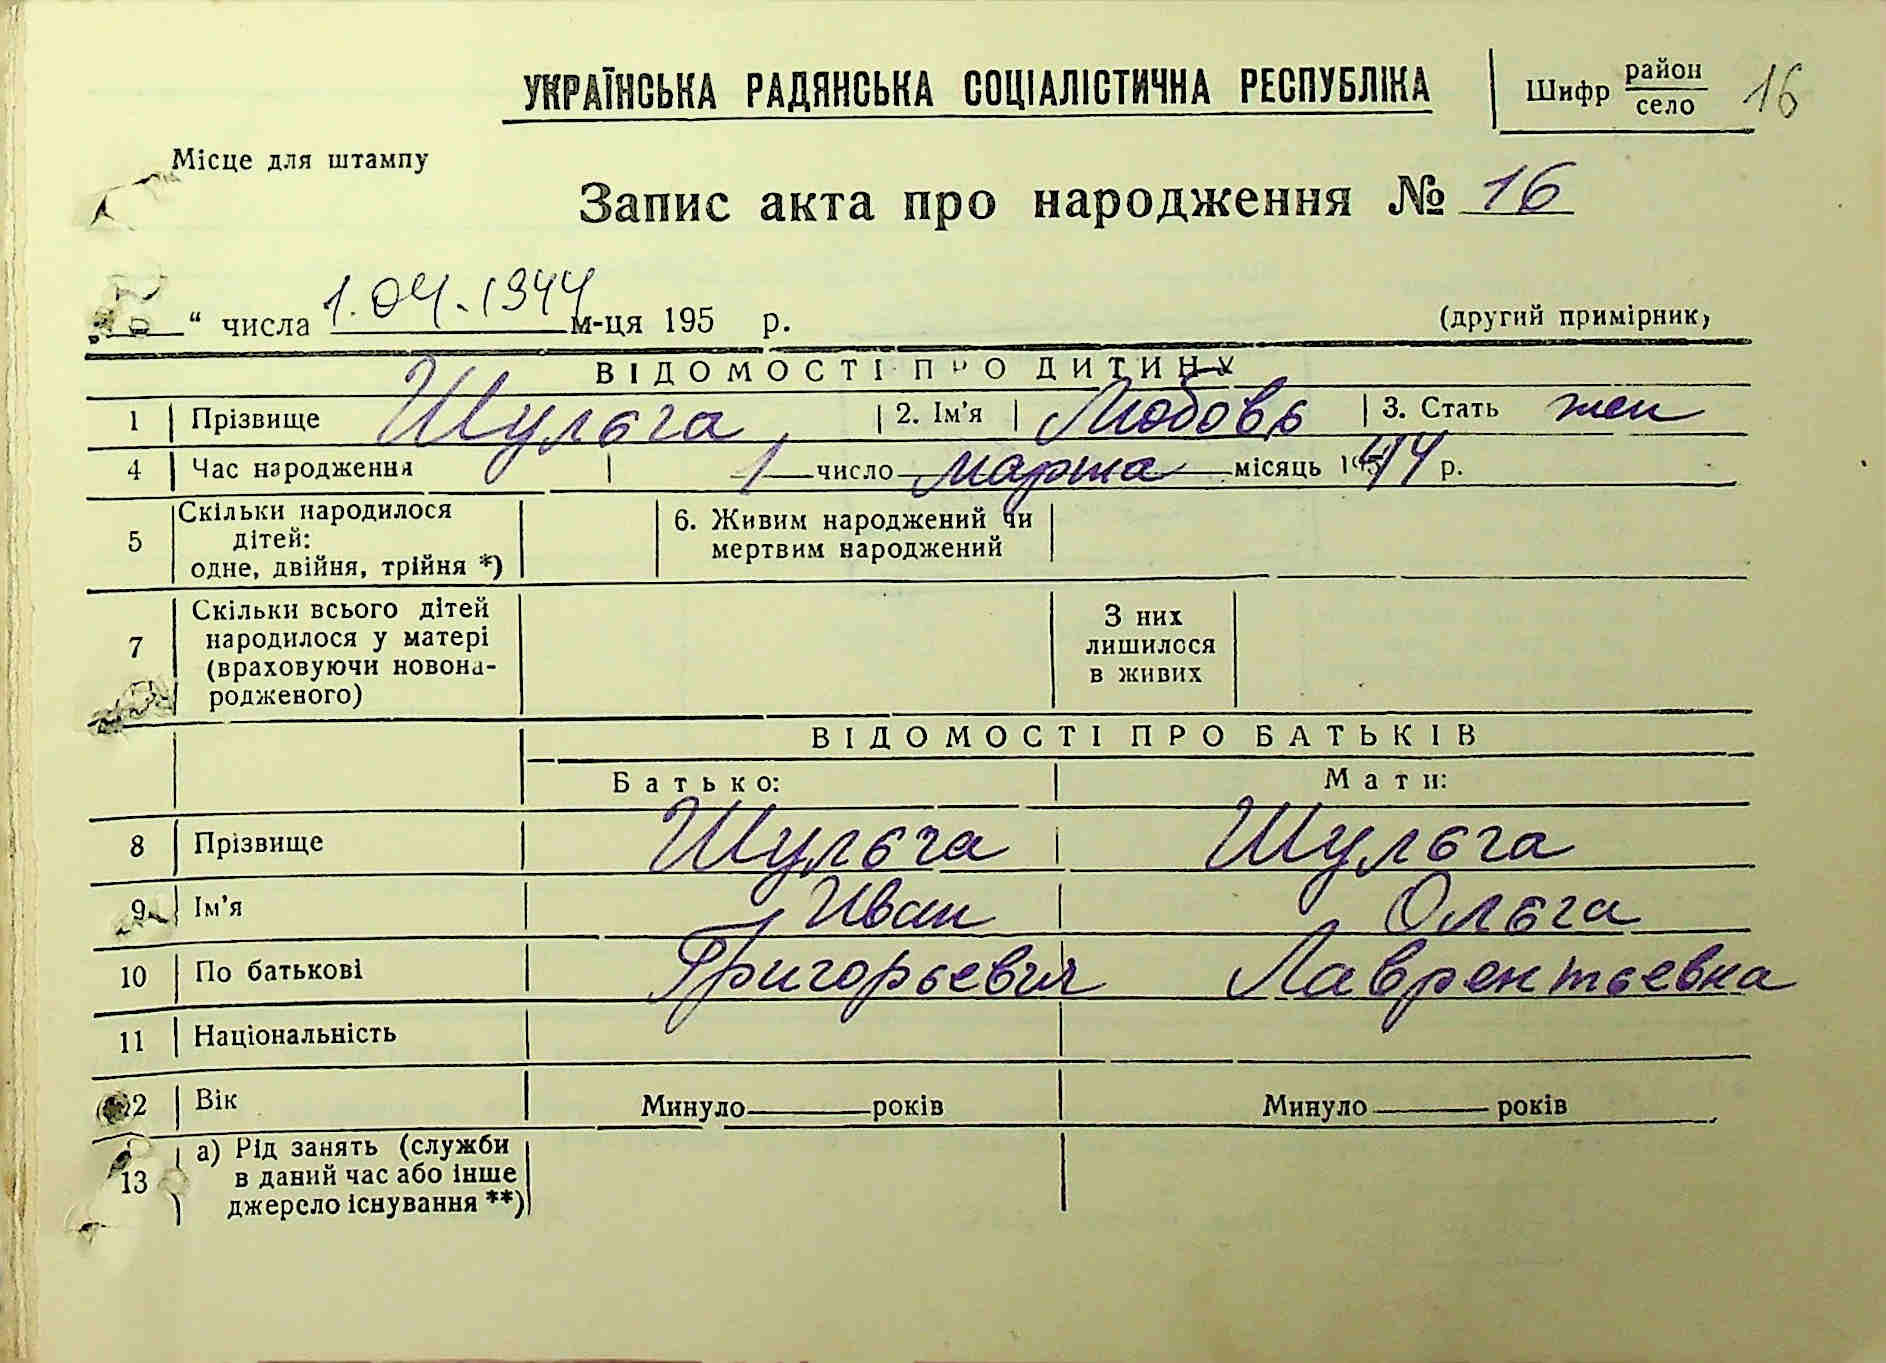 УКРАЇНСЬКА РАДЯНСЬКА СОЦІАЛІСТИЧНА РЕСПУБЛІКА
Шифр район
село 16
Місце для штампу
Запис акта про народження № 16
“ числа 1.04.1944 м-ця 195 р.
(другий примірник)
ВІДОМОСТІ ПРО ДИТИНУ
1 Прізвище Шульга 2. Ім’я Любовь 3. Стать жен
4 Час народження 1 число марта місяць 1944 р.
5 Скільки народилося
дітей:
одне, двійня, трійня *)
6. Живим народжений чи
мертвим народжений
7 Скільки всього дітей
народилося у матері
(враховуючи новона-
родженого)
З них
лишилося
в живих
ВІДОМОСТІ ПРО БАТЬКІВ
Батько: Мати:
8 Прізвище Шульга Шульга
9 Ім’я Иван Ольга
10 По батькові Григорьевич Лаврентьевна
11 Національність
12 Вік Минуло років Минуло років
13 а) Рід занять (служби
в даний час або інше
джерело існування **)